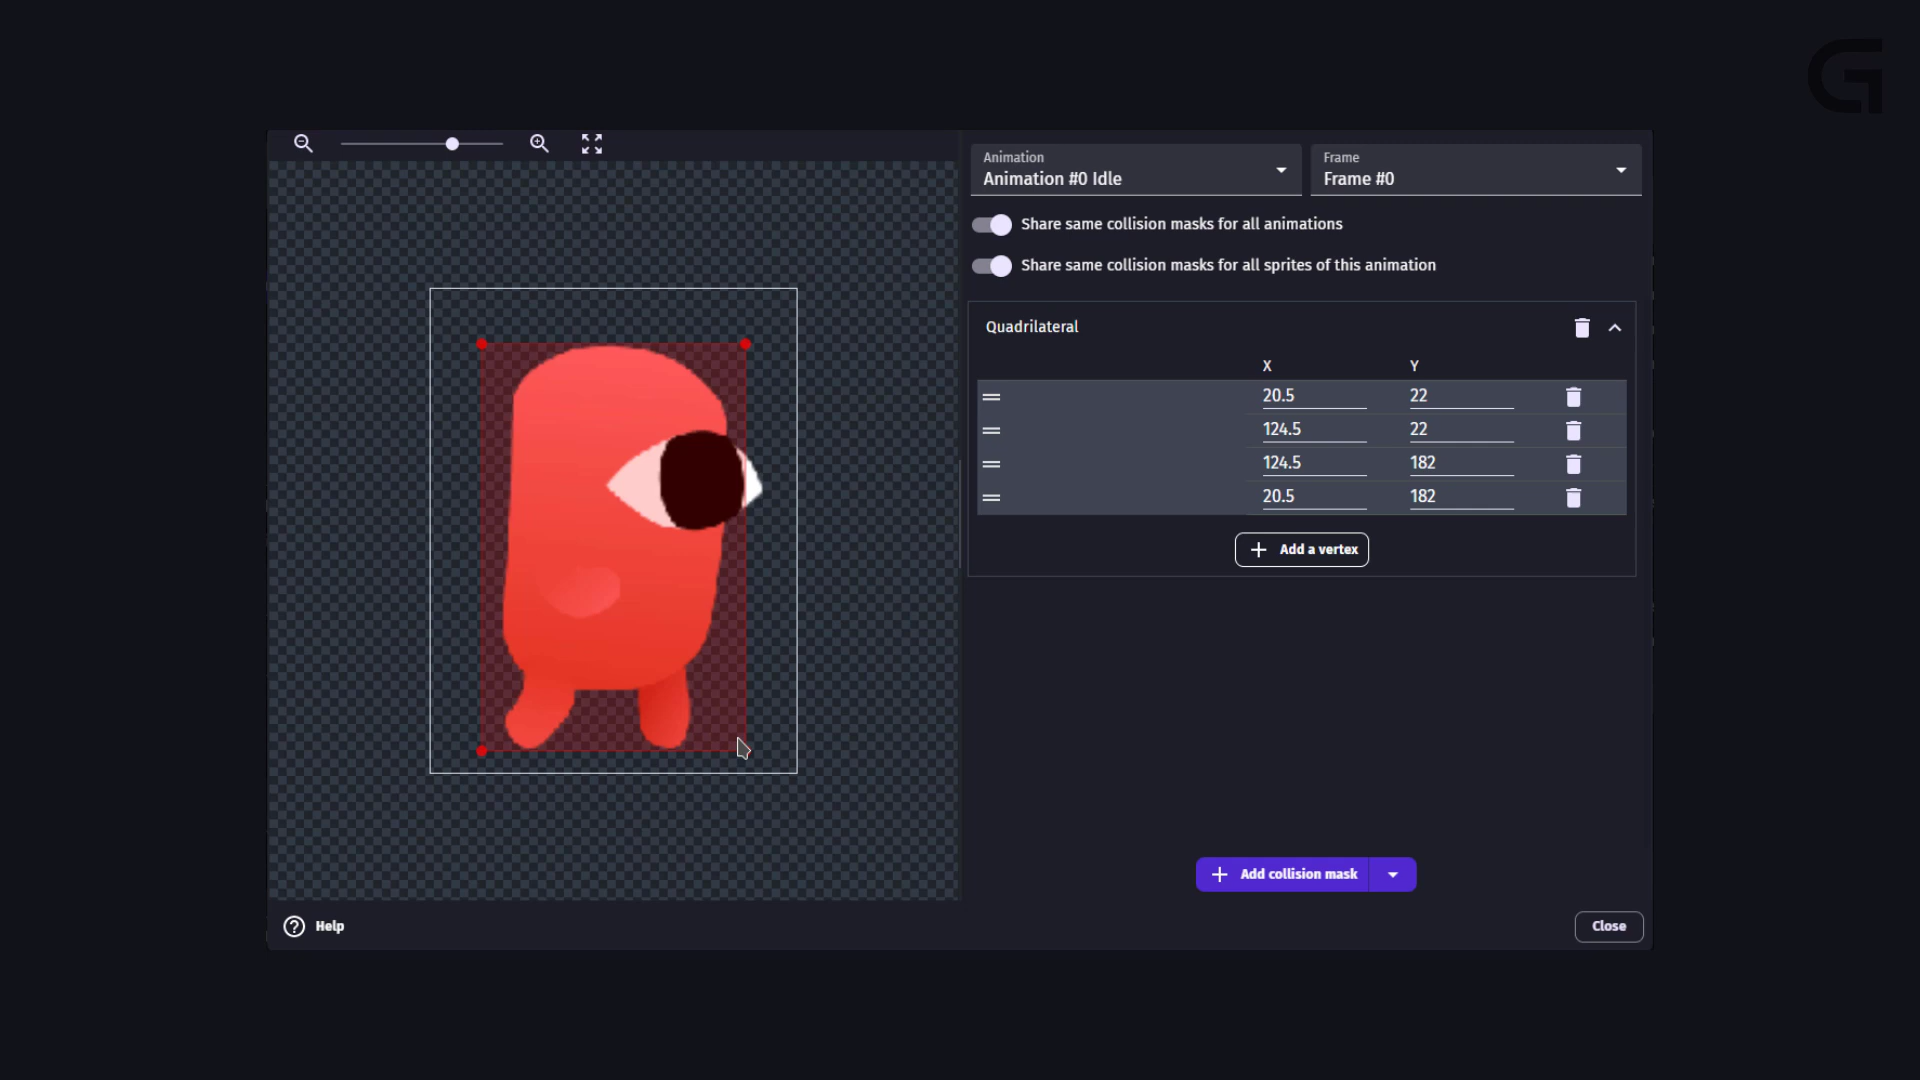 Animation
Animation #0 Idle
Frame
Frame #0
Share same collision masks for all animations
Share same collision masks for all sprites of this animation
Quadrilateral
X Y
20.5 22
124.5 22
124.5 182
20.5 182
Add a vertex
Add collision mask
Help
Close